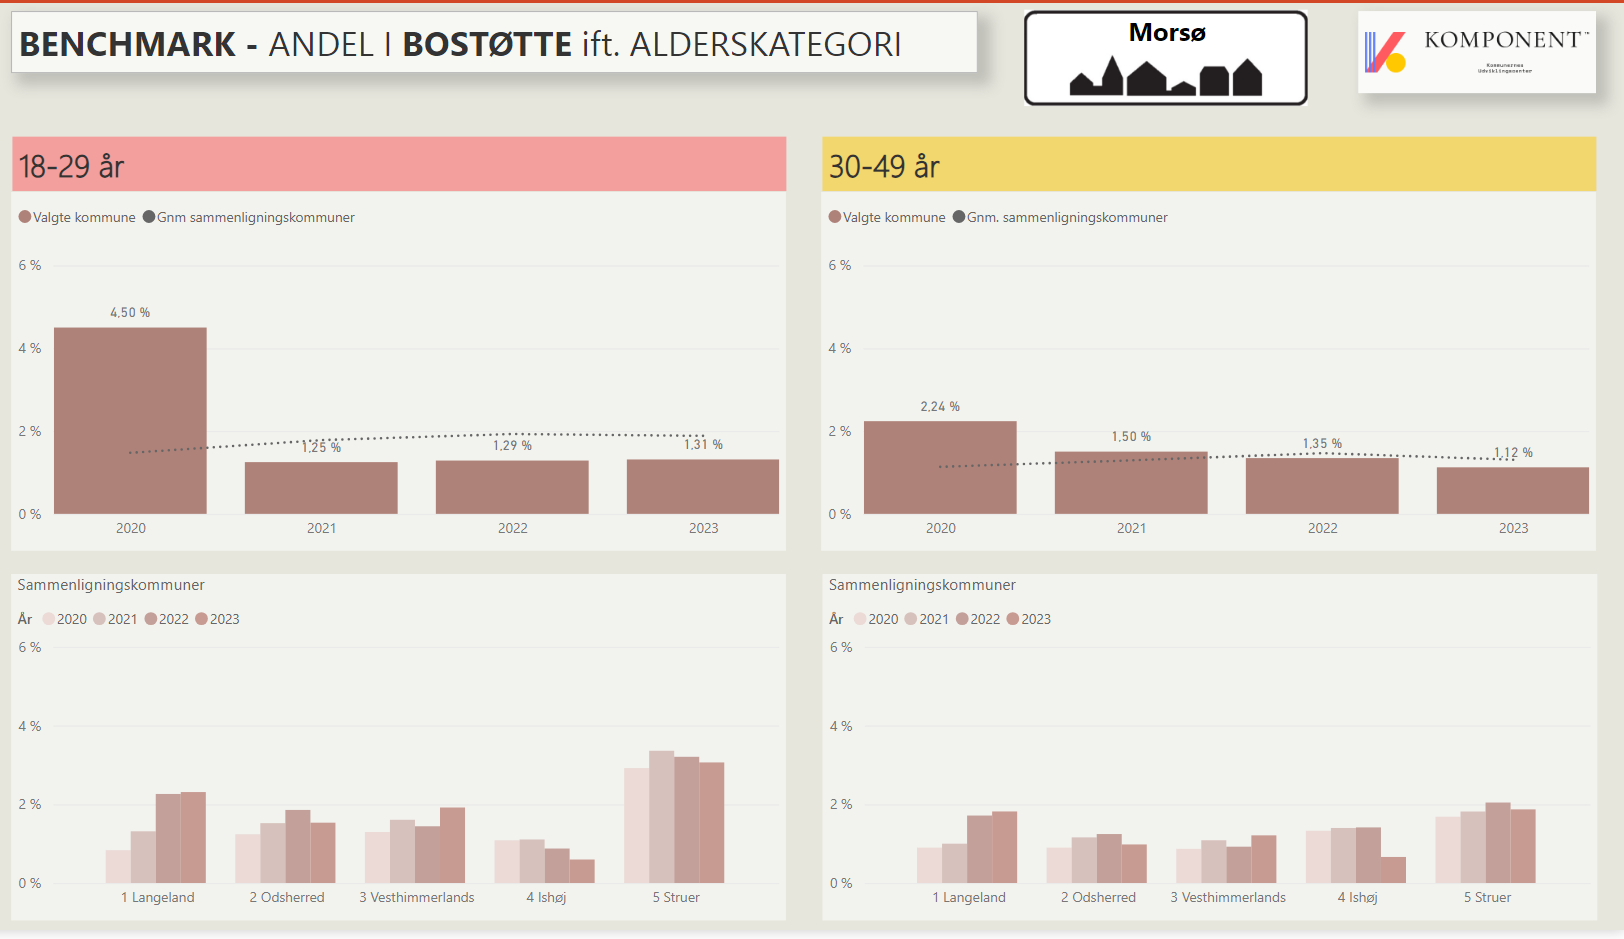 BENCHMARK - ANDEL I BOSTØTTE ift. ALDERSKATEGORI
Morsø
KOMPONENT™
Kommunernes
Udviklingscenter
18-29 år
Valgte kommune Gnm sammenligningskommuner
6 %
4 %
2 %
0 %
4,50 %
1,25 %
1,29 %
1,31 %
2020 2021 2022 2023
30-49 år
Valgte kommune Gnm. sammenligningskommuner
6 %
4 %
2 %
0 %
2,24 %
1,50 %
1,35 %
1,12 %
2020 2021 2022 2023
Sammenligningskommuner
År 2020 2021 2022 2023
6 %
4 %
2 %
0 %
1 Langeland 2 Odsherred 3 Vesthimmerlands 4 Ishøj 5 Struer
Sammenligningskommuner
År 2020 2021 2022 2023
6 %
4 %
2 %
0 %
1 Langeland 2 Odsherred 3 Vesthimmerlands 4 Ishøj 5 Struer